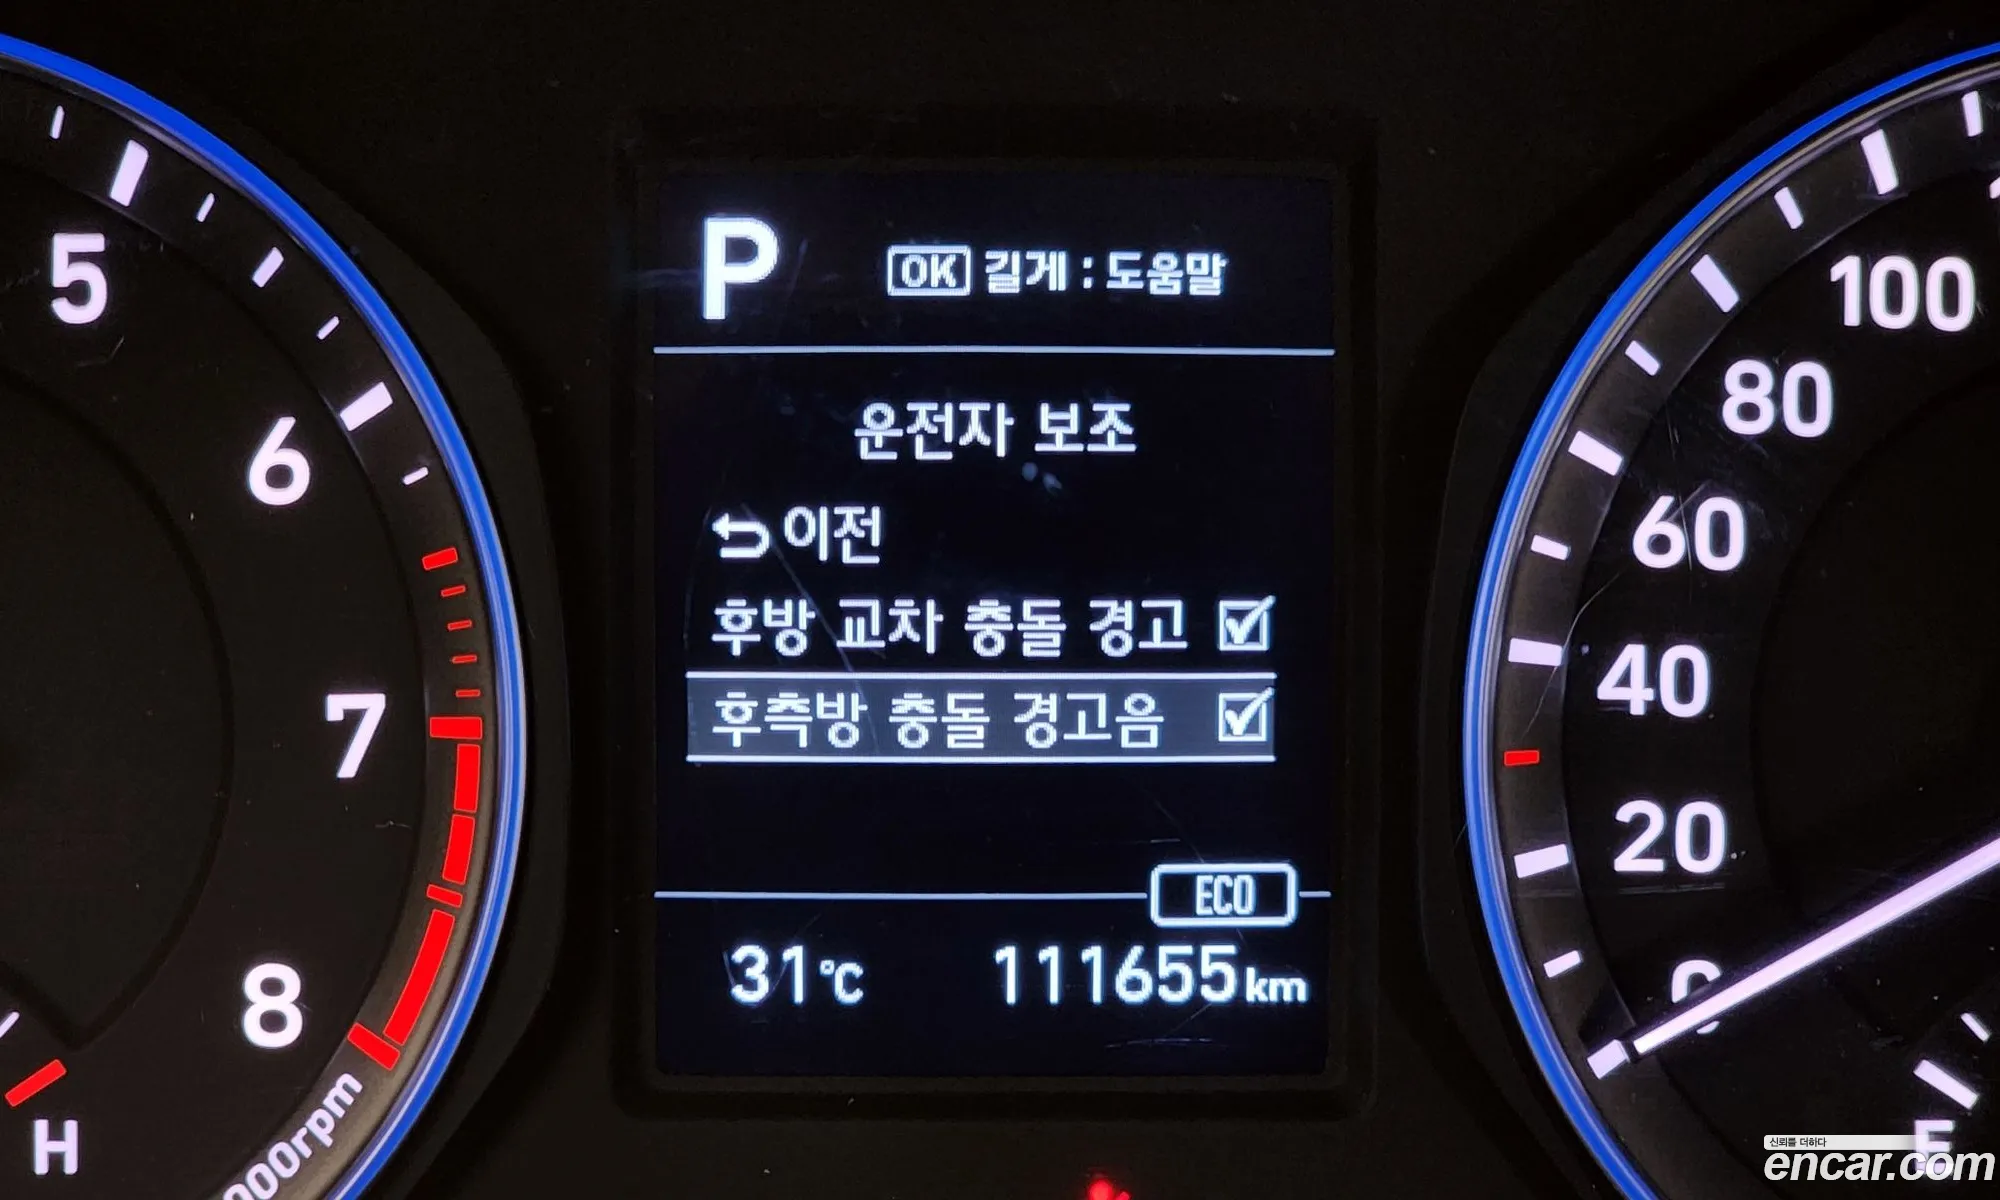 P
OK 길게 : 도움말
운전자 보조
이전
후방 교차 충돌 경고
후측방 충돌 경고음
ECO
31°C
111655km
5
6
7
8
H
000rpm
100
80
60
40
20
0
E
신뢰를 더하다
encar.com